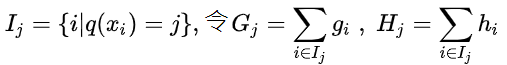 I_j = {i|q(x_i) = j}, 令 G_j = ∑_{i∈I_j} g_i , H_j = ∑_{i∈I_j} h_i